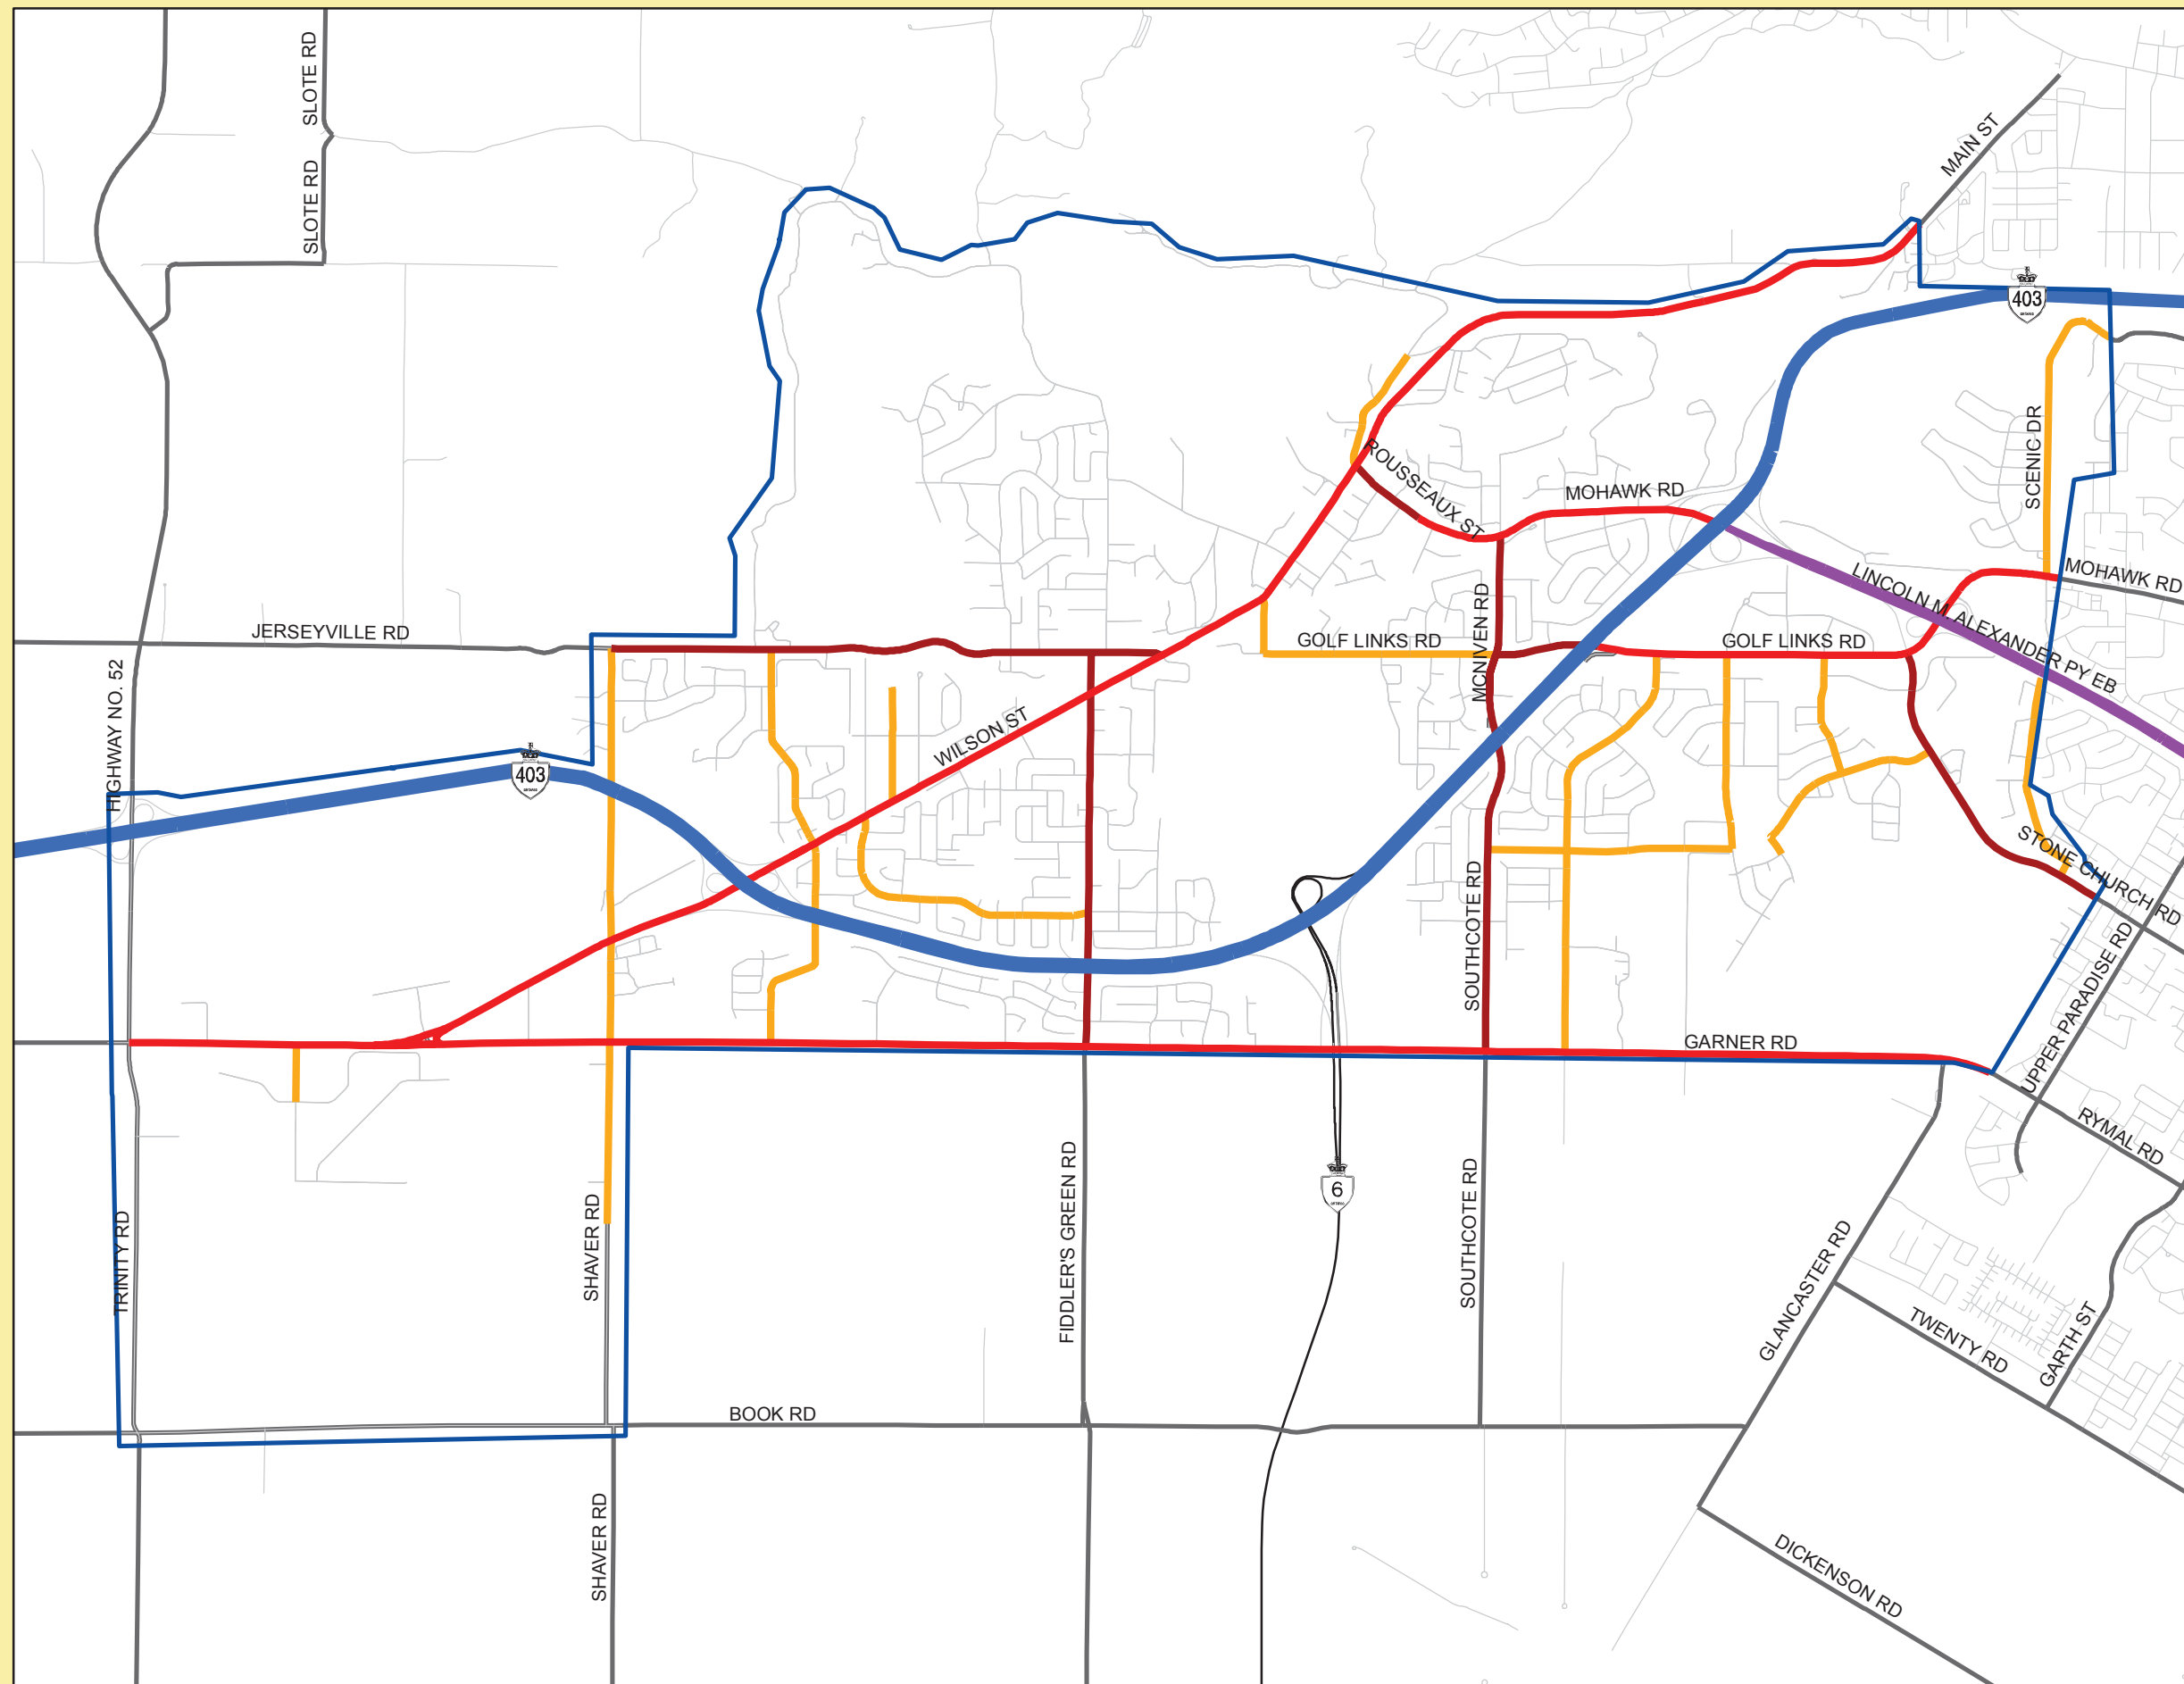 SLOTE RD
MAIN ST
SLOTE RD
403
SCENIC DR
ROUSSEAUX ST
MOHAWK RD
LINCOLN M. ALEXANDER PY EB
MOHAWK RD
JERSEYVILLE RD
MCNIVEN RD
GOLF LINKS RD
GOLF LINKS RD
HIGHWAY NO. 52
WILSON ST
403
STONE CHURCH RD
SOUTHCOTE RD
UPPER PARADISE RD
GARNER RD
RYMAL RD
6
TRINITY RD
SHAVER RD
FIDDLER'S GREEN RD
SOUTHCOTE RD
GLANCASTER RD
TWENTY RD
GARTH ST
BOOK RD
SHAVER RD
DICKENSON RD